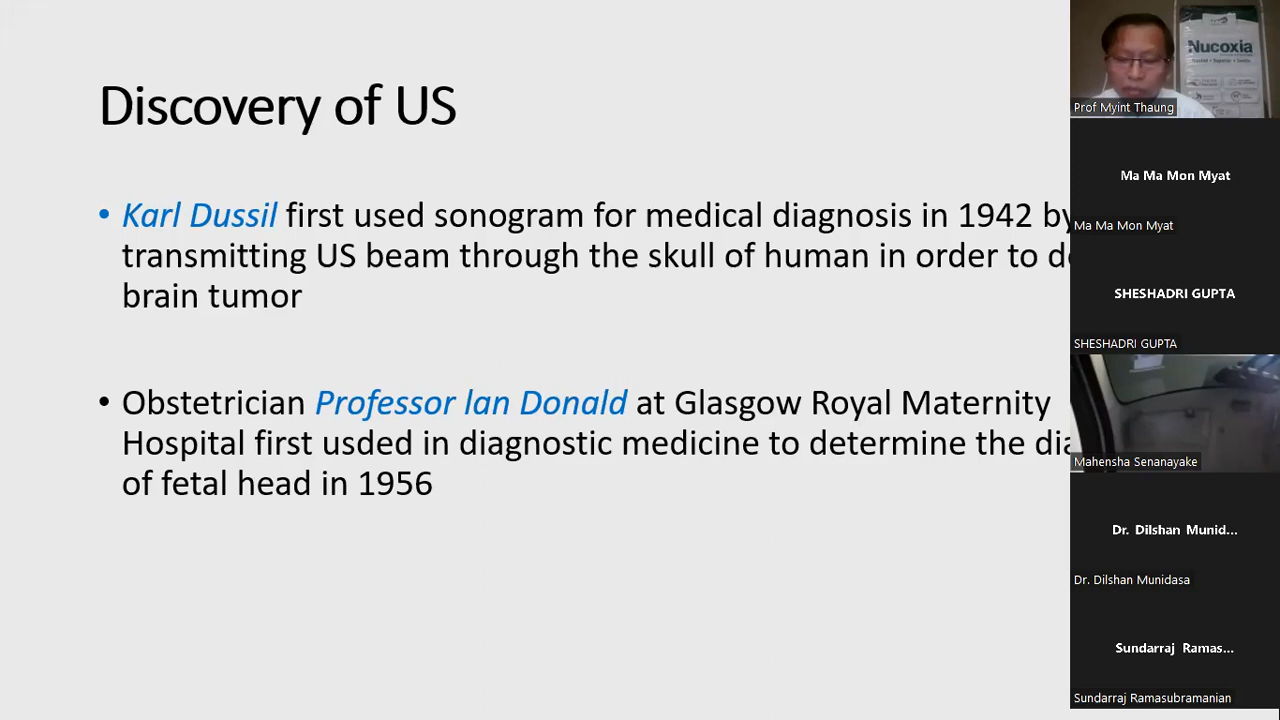 Discovery of US
• Karl Dussil first used sonogram for medical diagnosis in 1942 by
transmitting US beam through the skull of human in order to
brain tumor
• Obstetrician Professor lan Donald at Glasgow Royal Maternity
Hospital first usded in diagnostic medicine to determine the
of fetal head in 1956
Nucoxia
Prof Myint Thaung
Ma Ma Mon Myat
Ma Ma Mon Myat
SHESHADRI GUPTA
SHESHADRI GUPTA
Mahensha Senanayake
Dr. Dilshan Munid...
Dr. Dilshan Munidasa
Sundarraj Ramas...
Sundarraj Ramasubramanian